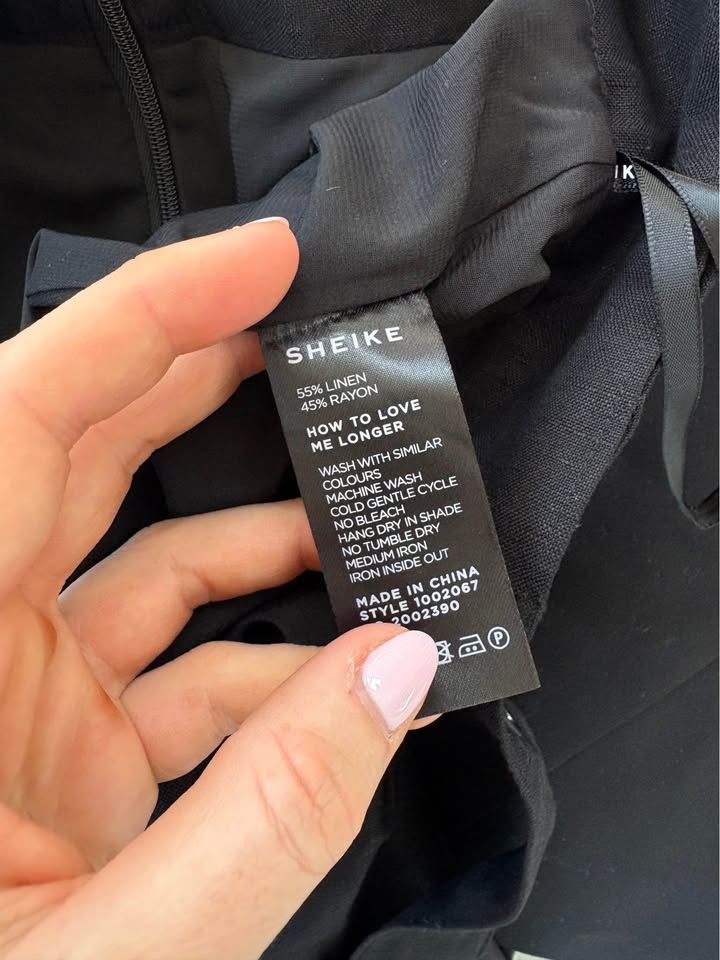 SHEIKE
55% LINEN
45% RAYON
HOW TO LOVE
ME LONGER
WASH WITH SIMILAR
COLOURS
MACHINE WASH
COLD GENTLE CYCLE
NO BLEACH
HANG DRY IN SHADE
NO TUMBLE DRY
MEDIUM IRON
IRON INSIDE OUT
MADE IN CHINA
STYLE 1002067
2002390
P
IK